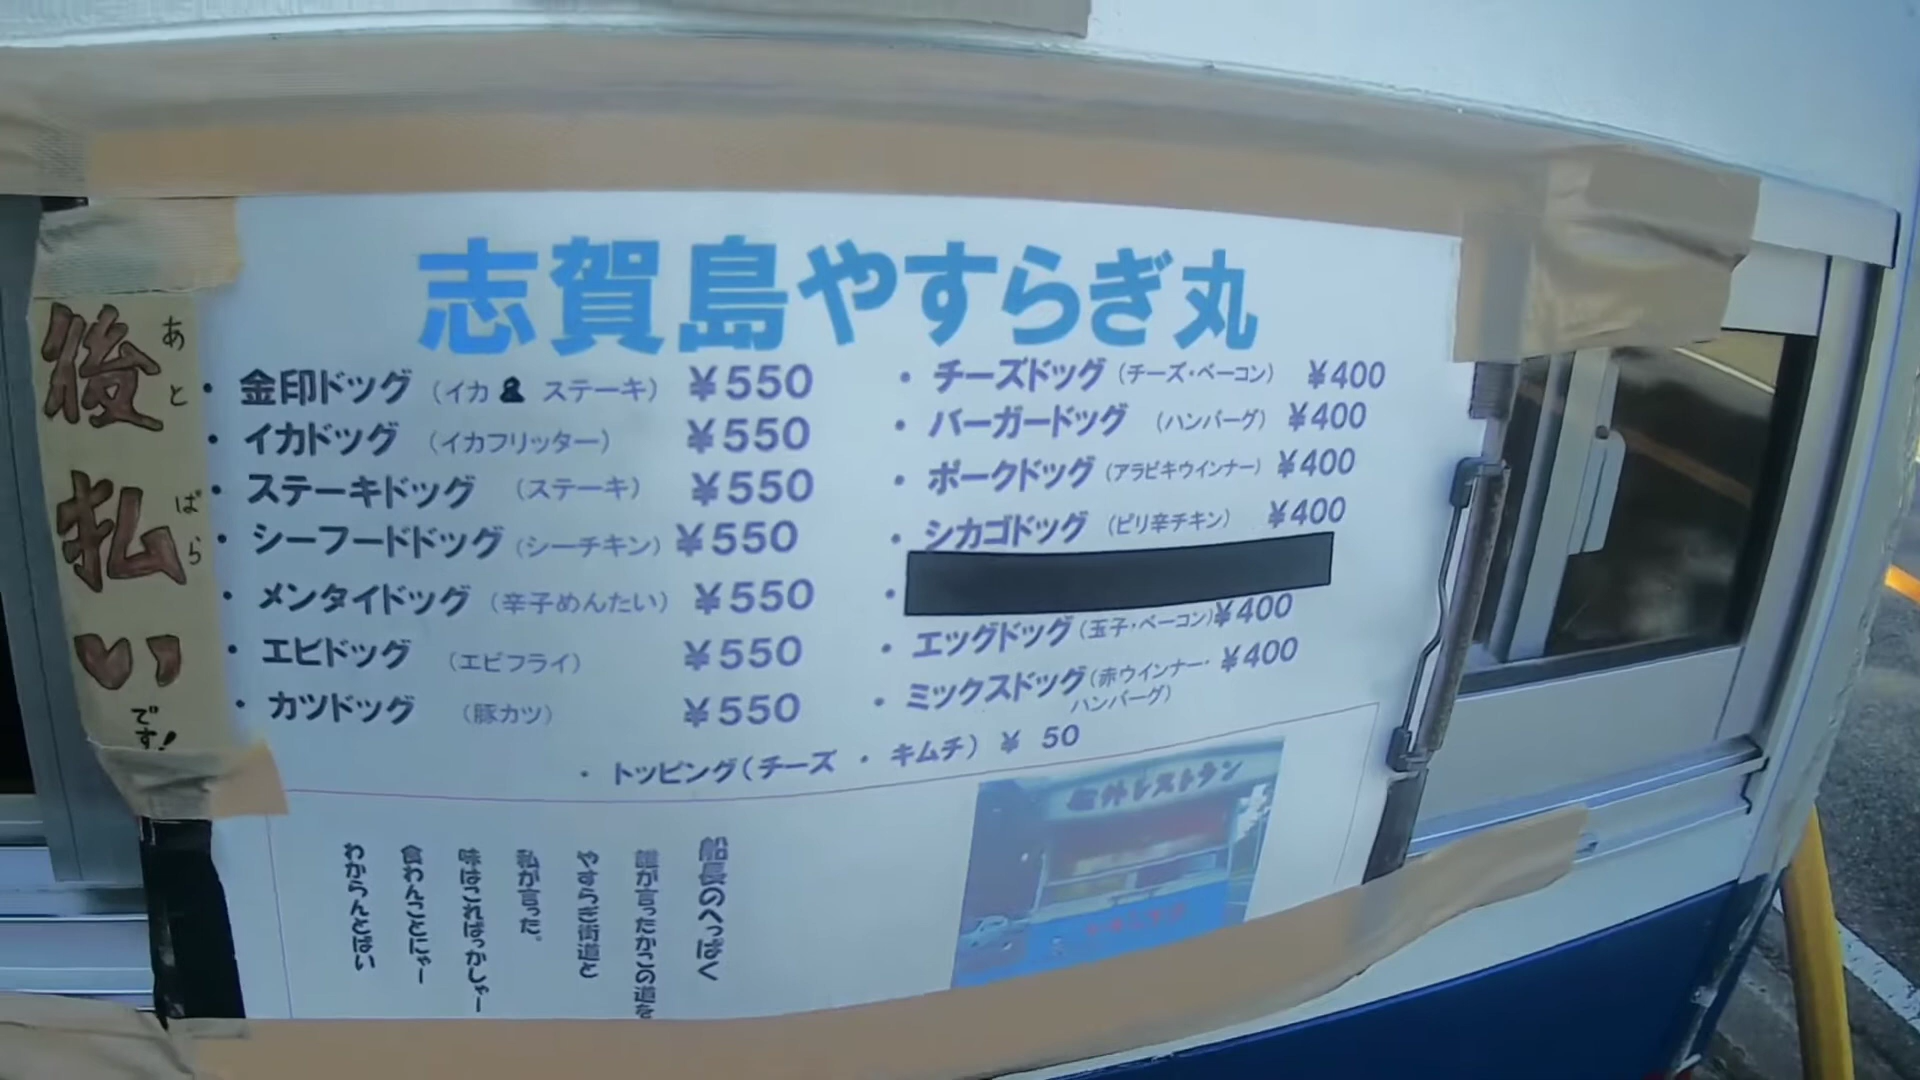 志賀島やすらぎ丸
後払いです!
あとばら
・金印ドッグ（イカ & ステーキ） ¥550
・イカドッグ（イカフリッター） ¥550
・ステーキドッグ（ステーキ） ¥550
・シーフードドッグ（シーチキン） ¥550
・メンタイドッグ（辛子めんたい） ¥550
・エビドッグ（エビフライ） ¥550
・カツドッグ（豚カツ） ¥550
・チーズドッグ（チーズ・ベーコン） ¥400
・バーガードッグ（ハンバーグ） ¥400
・ポークドッグ（アラビキウインナー） ¥400
・シカゴドッグ（ピリ辛チキン） ¥400
・
・エッグドッグ（玉子・ベーコン） ¥400
・ミックスドッグ（赤ウインナー・ ¥400
ハンバーグ）
・トッピング（チーズ ・ キムチ） ¥ 50
船長のへっぱく
誰が言ったかこの道を
やすらぎ街道と
私が言った。
味はこればっかしゃー
食わんことにゃー
わからんとばい
レストラン